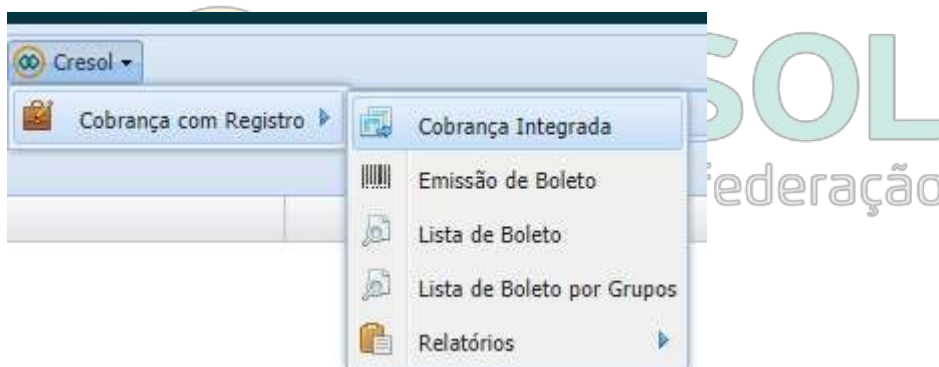 Cresol
Cobrança com Registro
Cobrança Integrada
Emissão de Boleto
Lista de Boleto
Lista de Boleto por Grupos
Relatórios
SOL
federação